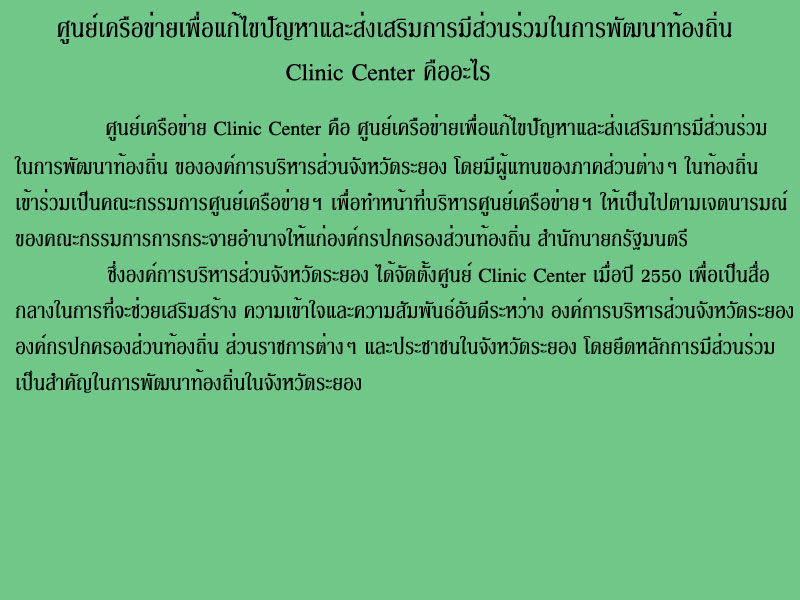 ศูนย์เครือข่ายเพื่อแก้ไขปัญหาและส่งเสริมการมีส่วนร่วมในการพัฒนาท้องถิ่น
Clinic Center คืออะไร
ศูนย์เครือข่าย Clinic Center คือ ศูนย์เครือข่ายเพื่อแก้ไขปัญหาและส่งเสริมการมีส่วนร่วม
ในการพัฒนาท้องถิ่น ขององค์การบริหารส่วนจังหวัดระยอง โดยมีผู้แทนของภาคส่วนต่างๆ ในท้องถิ่น
เข้าร่วมเป็นคณะกรรมการศูนย์เครือข่ายฯ เพื่อทำหน้าที่บริหารศูนย์เครือข่ายฯ ให้เป็นไปตามเจตนารมณ์
ของคณะกรรมการการกระจายอำนาจให้แก่องค์กรปกครองส่วนท้องถิ่น สำนักนายกรัฐมนตรี
ซึ่งองค์การบริหารส่วนจังหวัดระยอง ได้จัดตั้งศูนย์ Clinic Center เมื่อปี 2550 เพื่อเป็นสื่อ
กลางในการที่จะช่วยเสริมสร้าง ความเข้าใจและความสัมพันธ์อันดีระหว่าง องค์การบริหารส่วนจังหวัดระยอง
องค์กรปกครองส่วนท้องถิ่น ส่วนราชการต่างๆ และประชาชนในจังหวัดระยอง โดยยึดหลักการมีส่วนร่วม
เป็นสำคัญในการพัฒนาท้องถิ่นในจังหวัดระยอง